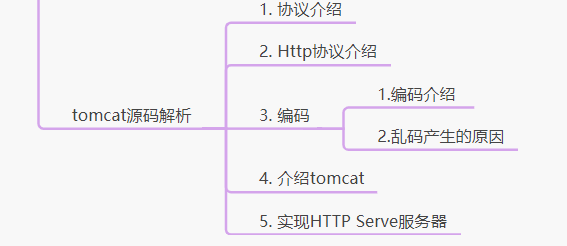 1. 协议介绍
2. Http协议介绍
tomcat源码解析
3. 编码
1.编码介绍
2.乱码产生的原因
4. 介绍tomcat
5. 实现HTTP Serve服务器